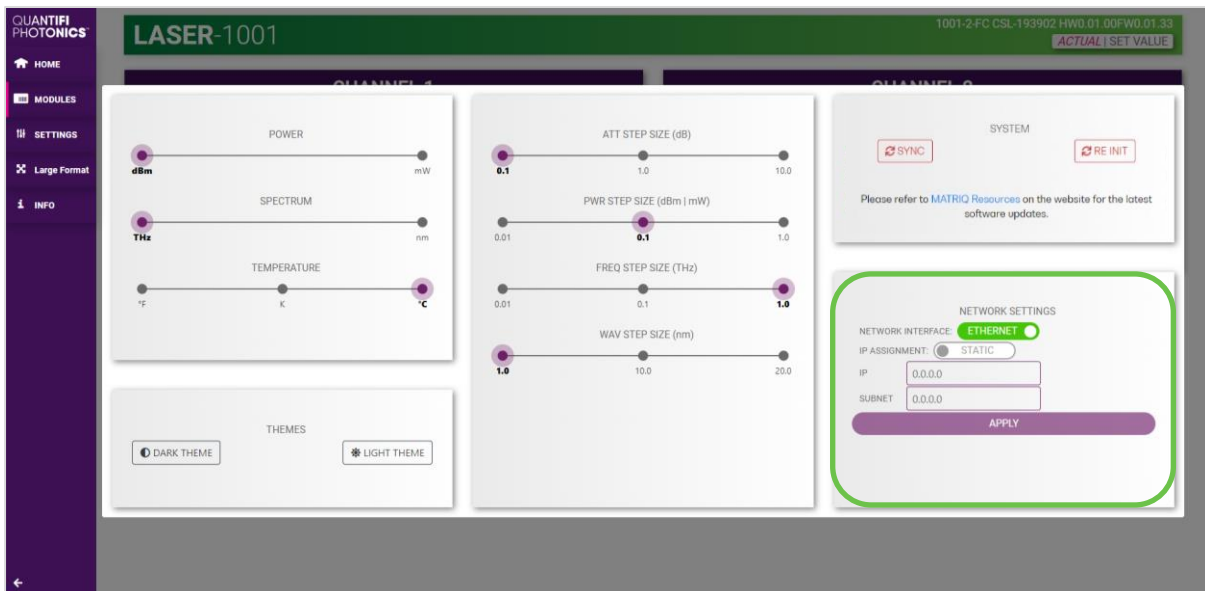 QUANTIFI
PHOTONICS™
HOME
MODULES
SETTINGS
Large Format
INFO
LASER-1001
1001-2-FC CSL-193902 HW0.01.00FW0.01.33
ACTUAL | SET VALUE
CHANNEL 1
CHANNEL 2
POWER
dBm mW
SPECTRUM
THz nm
TEMPERATURE
°F K °C
THEMES
DARK THEME LIGHT THEME
ATT STEP SIZE (dB)
0.1 1.0 10.0
PWR STEP SIZE (dBm | mW)
0.01 0.1 1.0
FREQ STEP SIZE (THz)
0.01 0.1 1.0
WAV STEP SIZE (nm)
1.0 10.0 20.0
SYSTEM
SYNC RE INIT
Please refer to MATRIQ Resources on the website for the latest
software updates.
NETWORK SETTINGS
NETWORK INTERFACE: ETHERNET
IP ASSIGNMENT: STATIC
IP 0.0.0.0
SUBNET 0.0.0.0
APPLY